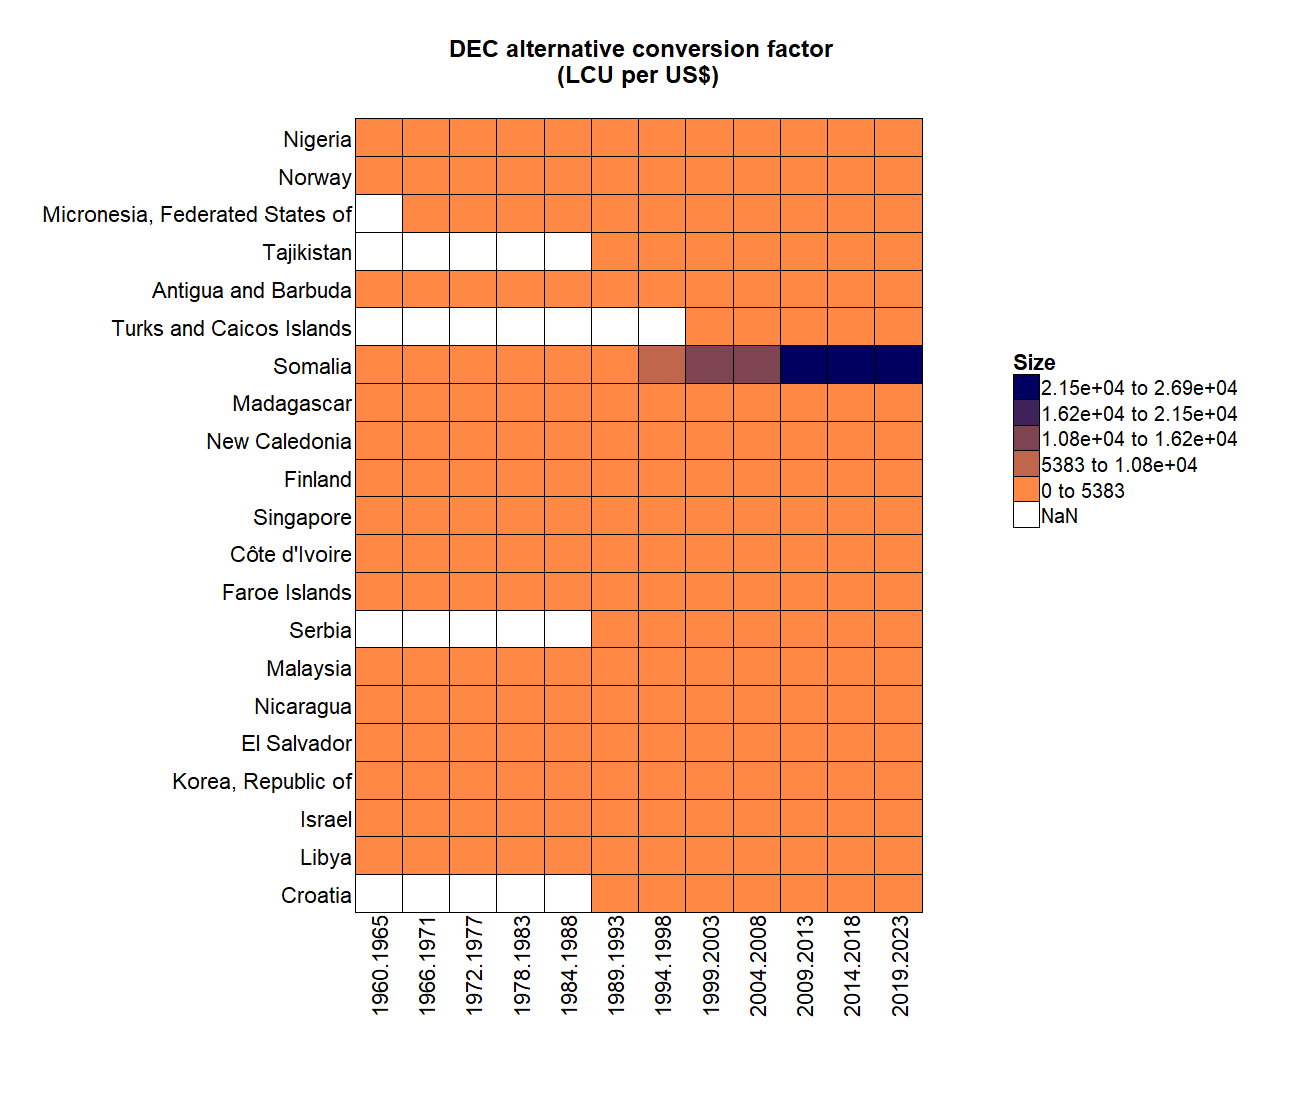 DEC alternative conversion factor
(LCU per US$)
Nigeria
Norway
Micronesia, Federated States of
Tajikistan
Antigua and Barbuda
Turks and Caicos Islands
Somalia
Madagascar
New Caledonia
Finland
Singapore
Côte d'Ivoire
Faroe Islands
Serbia
Malaysia
Nicaragua
El Salvador
Korea, Republic of
Israel
Libya
Croatia
1960.1965
1966.1971
1972.1977
1978.1983
1984.1988
1989.1993
1994.1998
1999.2003
2004.2008
2009.2013
2014.2018
2019.2023
Size
2.15e+04 to 2.69e+04
1.62e+04 to 2.15e+04
1.08e+04 to 1.62e+04
5383 to 1.08e+04
0 to 5383
NaN